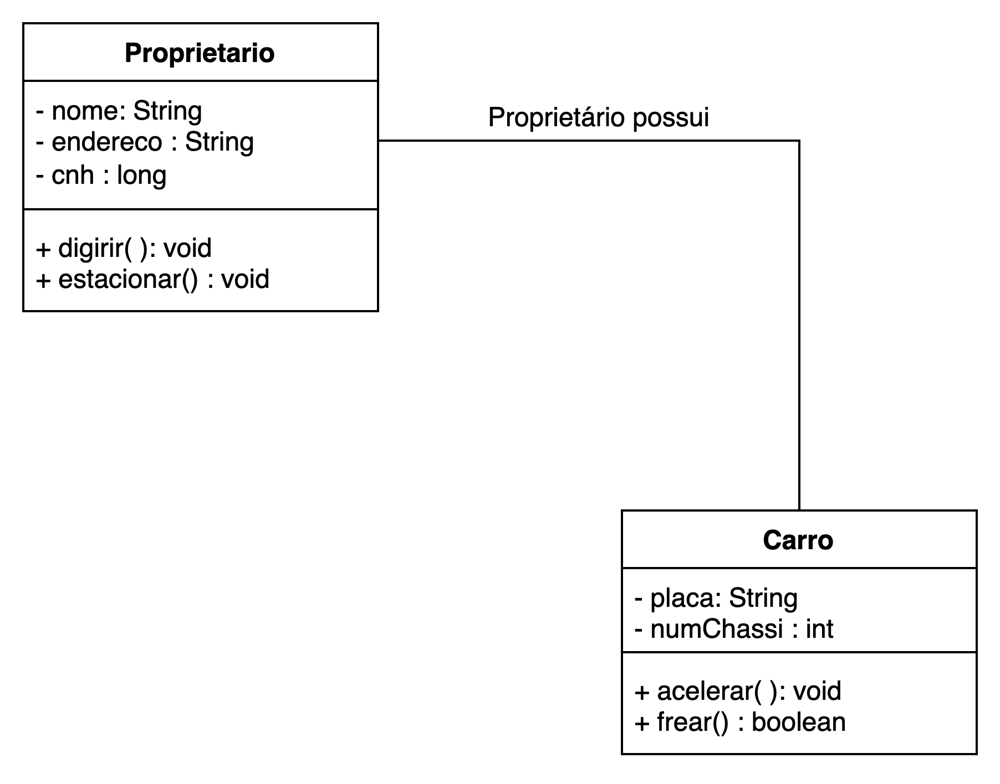 Proprietario
- nome: String
- endereco : String
- cnh : long
+ digirir( ): void
+ estacionar() : void
Proprietário possui
Carro
- placa: String
- numChassi : int
+ acelerar( ): void
+ frear() : boolean